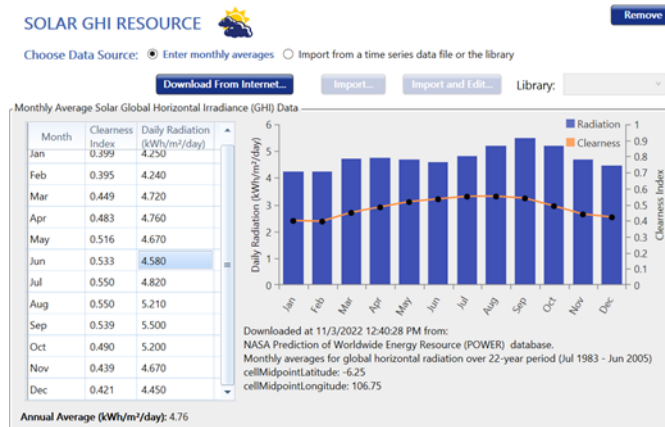 SOLAR GHI RESOURCE
Remove
Choose Data Source: Enter monthly averages Import from a time series data file or the library
Download From Internet... Import... Import and Edit... Library:
Monthly Average Solar Global Horizontal Irradiance (GHI) Data
Month Clearness Index Daily Radiation (kWh/m²/day)
Jan 0.399 4.250
Feb 0.395 4.240
Mar 0.449 4.720
Apr 0.483 4.760
May 0.516 4.670
Jun 0.533 4.580
Jul 0.550 4.820
Aug 0.550 5.210
Sep 0.539 5.500
Oct 0.490 5.200
Nov 0.439 4.670
Dec 0.421 4.450
Annual Average (kWh/m²/day): 4.76
Radiation
Clearness
Daily Radiation (kWh/m²/day)
6
5
4
3
2
1
0
Clearness Index
1
0.9
0.8
0.7
0.6
0.5
0.4
0.3
0.2
0.1
0
Jan Feb Mar Apr May Jun Jul Aug Sep Oct Nov Dec
Downloaded at 11/3/2022 12:40:28 PM from:
NASA Prediction of Worldwide Energy Resource (POWER) database.
Monthly averages for global horizontal radiation over 22-year period (Jul 1983 - Jun 2005)
cellMidpointLatitude: -6.25
cellMidpointLongitude: 106.75